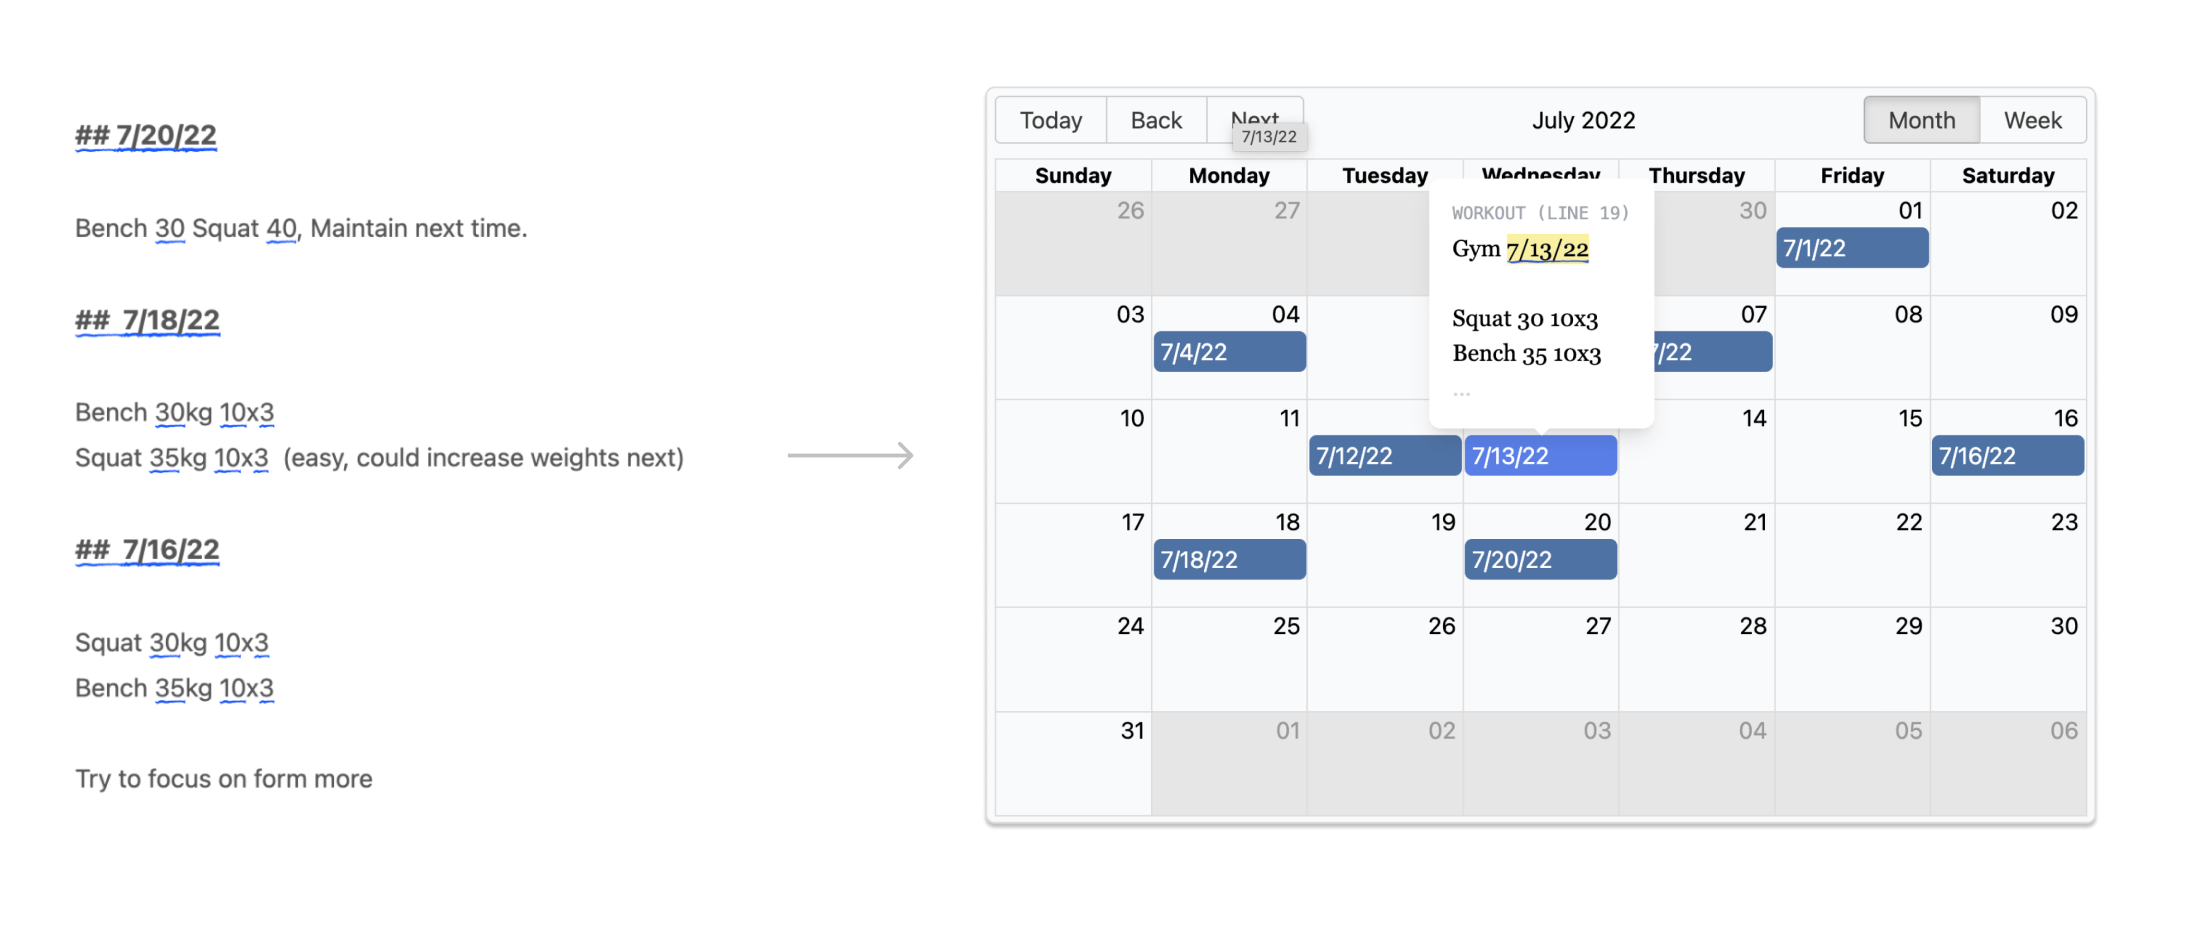 ## 7/20/22
Bench 30 Squat 40, Maintain next time.
## 7/18/22
Bench 30kg 10x3
Squat 35kg 10x3 (easy, could increase weights next)
## 7/16/22
Squat 30kg 10x3
Bench 35kg 10x3
Try to focus on form more
Today Back Next July 2022 Month Week
7/13/22
Sunday Monday Tuesday Wednesday Thursday Friday Saturday
26 27 30 01 02
7/1/22
WORKOUT (LINE 19)
Gym 7/13/22
Squat 30 10x3
Bench 35 10x3
...
03 04 07 08 09
7/4/22 /22
10 11 14 15 16
7/12/22 7/13/22 7/16/22
17 18 19 20 21 22 23
7/18/22 7/20/22
24 25 26 27 28 29 30
31 01 02 03 04 05 06